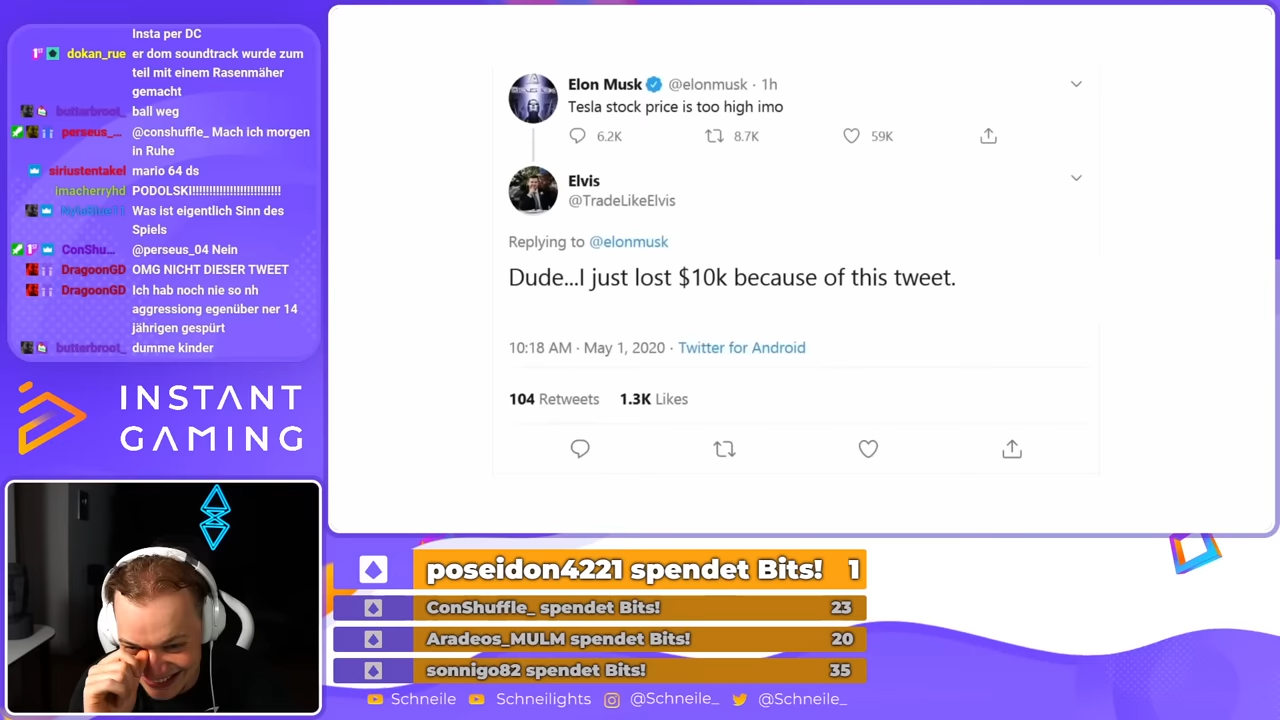 Insta per DC
dokan_rue er dom soundtrack wurde zum
teil mit einem Rasenmäher
gemacht
butterbroot_ ball weg
perseus_... @conshuffle_ Mach ich morgen
in Ruhe
siriustentakel mario 64 ds
imacherryhd PODOLSKI!!!!!!!!!!!!!!!!!!!!!!!!!!
Was ist eigentlich Sinn des
Spiels
ConShu... @perseus_04 Nein
DragoonGD OMG NICHT DIESER TWEET
DragoonGD Ich hab noch nie so nh
aggressiong egenüber ner 14
jährigen gespürt
butterbroot_ dumme kinder
INSTANT
GAMING
Elon Musk @elonmusk · 1h
Tesla stock price is too high imo
6.2K 8.7K 59K
Elvis
@TradeLikeElvis
Replying to @elonmusk
Dude...I just lost $10k because of this tweet.
10:18 AM · May 1, 2020 · Twitter for Android
104 Retweets 1.3K Likes
poseidon4221 spendet Bits! 1
ConShuffle_ spendet Bits! 23
Aradeos_MULM spendet Bits! 20
sonnigo82 spendet Bits! 35
Schneile Schneilights @Schneile_ @Schneile_